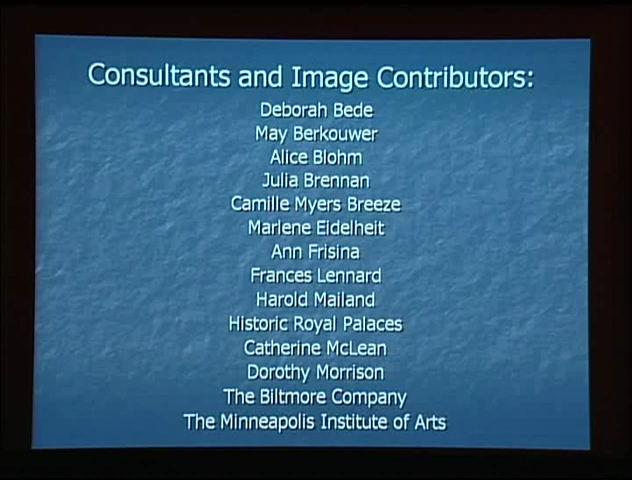 Consultants and Image Contributors:
Deborah Bede
May Berkouwer
Alice Blohm
Julia Brennan
Camille Myers Breeze
Marlene Eidelheit
Ann Frisina
Frances Lennard
Harold Mailand
Historic Royal Palaces
Catherine McLean
Dorothy Morrison
The Biltmore Company
The Minneapolis Institute of Arts